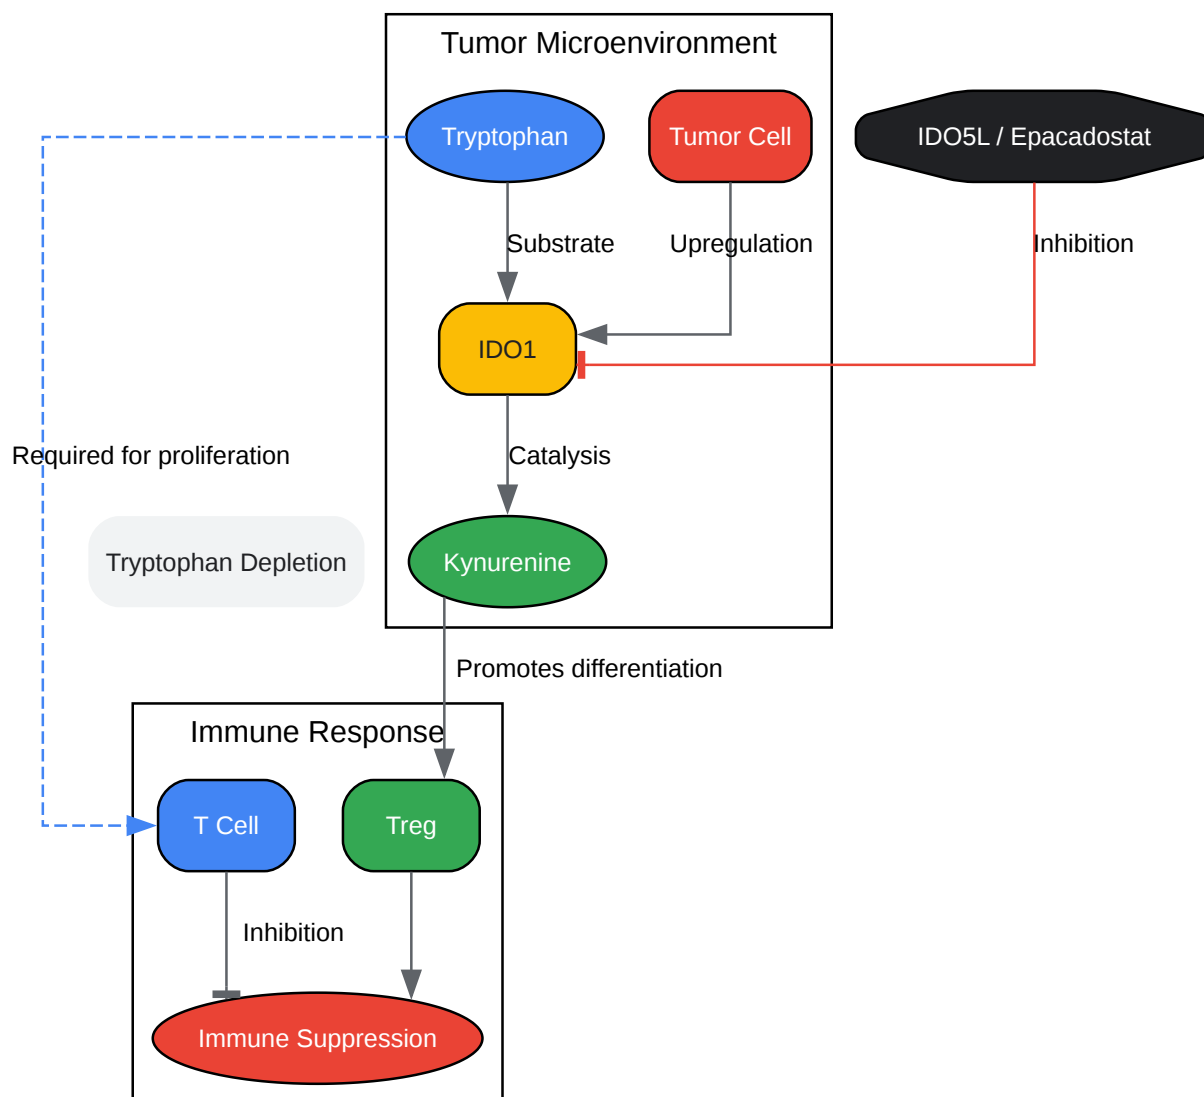 Tumor Microenvironment
Tryptophan
Tumor Cell
IDO5L / Epacadostat
Substrate
Upregulation
Inhibition
IDO1
Required for proliferation
Catalysis
Tryptophan Depletion
Kynurenine
Promotes differentiation
Immune Response
T Cell
Treg
Inhibition
Immune Suppression